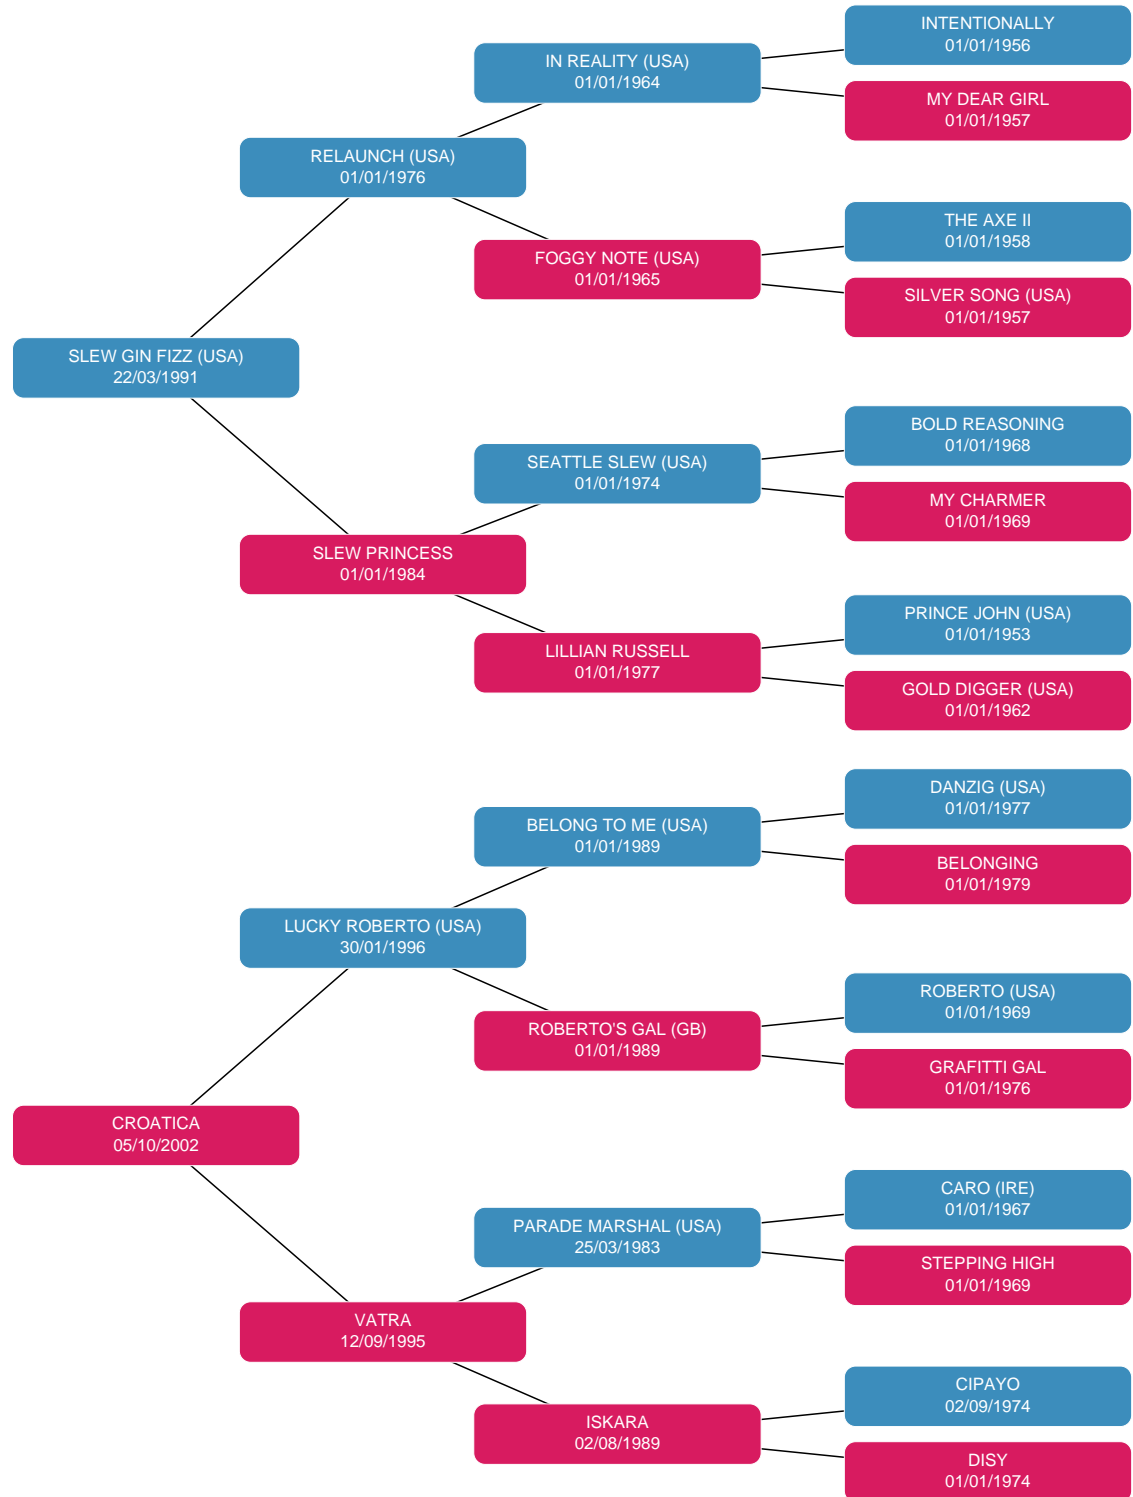 INTENTIONALLY
01/01/1956
IN REALITY (USA)
01/01/1964
MY DEAR GIRL
01/01/1957
RELAUNCH (USA)
01/01/1976
THE AXE II
01/01/1958
FOGGY NOTE (USA)
01/01/1965
SILVER SONG (USA)
01/01/1957
SLEW GIN FIZZ (USA)
22/03/1991
BOLD REASONING
01/01/1968
SEATTLE SLEW (USA)
01/01/1974
MY CHARMER
01/01/1969
SLEW PRINCESS
01/01/1984
PRINCE JOHN (USA)
01/01/1953
LILLIAN RUSSELL
01/01/1977
GOLD DIGGER (USA)
01/01/1962
DANZIG (USA)
01/01/1977
BELONG TO ME (USA)
01/01/1989
BELONGING
01/01/1979
LUCKY ROBERTO (USA)
30/01/1996
ROBERTO (USA)
01/01/1969
ROBERTO'S GAL (GB)
01/01/1989
GRAFITTI GAL
01/01/1976
CROATICA
05/10/2002
CARO (IRE)
01/01/1967
PARADE MARSHAL (USA)
25/03/1983
STEPPING HIGH
01/01/1969
VATRA
12/09/1995
CIPAYO
02/09/1974
ISKARA
02/08/1989
DISY
01/01/1974